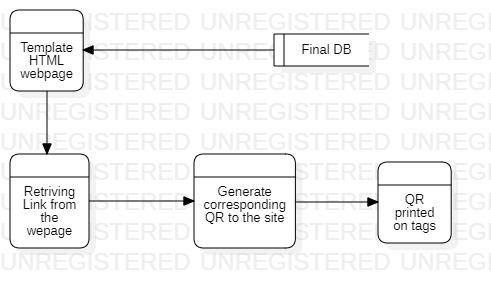 UNREGISTERED UNREGISTERED UNREGISTERED
Template
HTML
webpage
Final DB
Retriving
Link from
the
wepage
Generate
corresponding
QR to the site
QR
printed
on tags